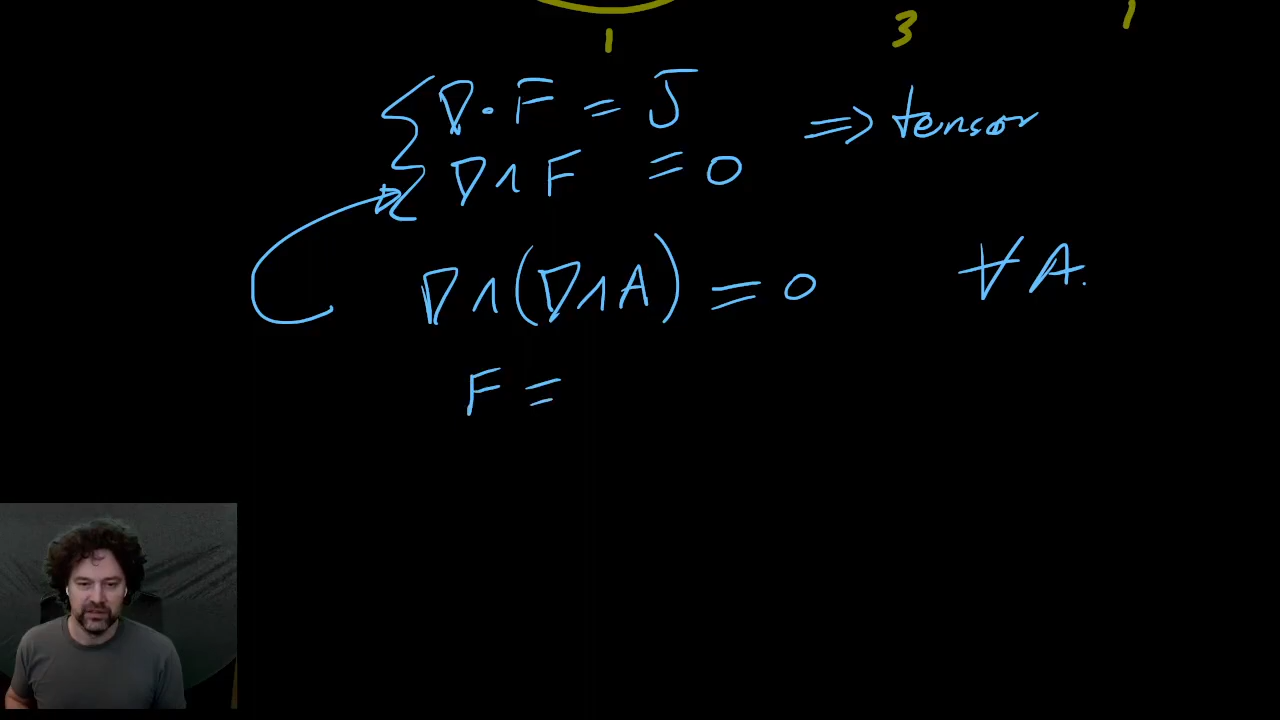 1 3 1
∇ · F = J ⇒ tensor
∇ ∧ F = 0
∇ ∧ (∇ ∧ A) = 0 ∀ A.
F =